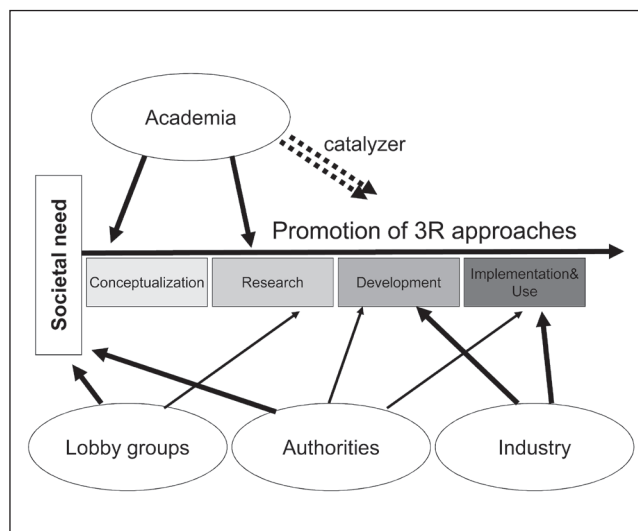 Academia
catalyzer
Promotion of 3R approaches
Societal need
Conceptualization
Research
Development
Implementation&
Use
Lobby groups
Authorities
Industry